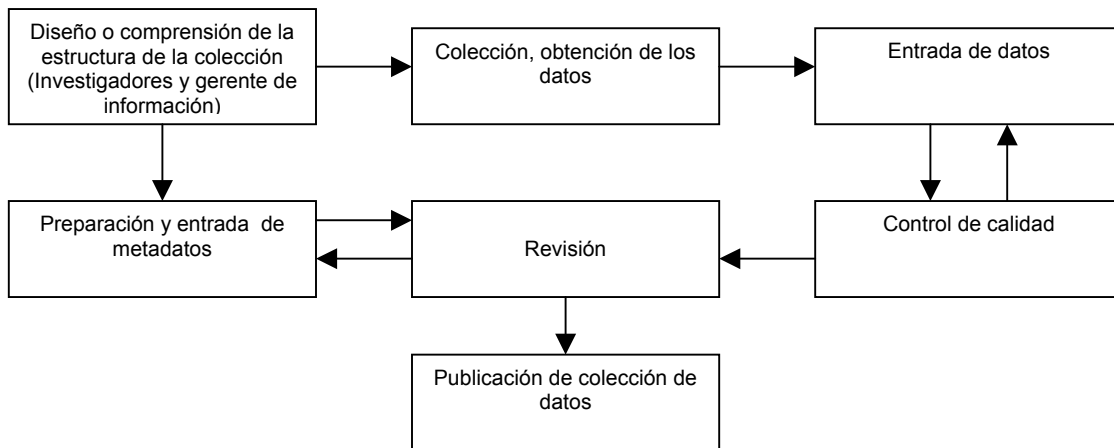 Diseño o comprensión de la
estructura de la colección
(Investigadores y gerente de
información)
Colección, obtención de los
datos
Entrada de datos
Preparación y entrada  de
metadatos
Revisión
Control de calidad
Publicación de colección de
datos